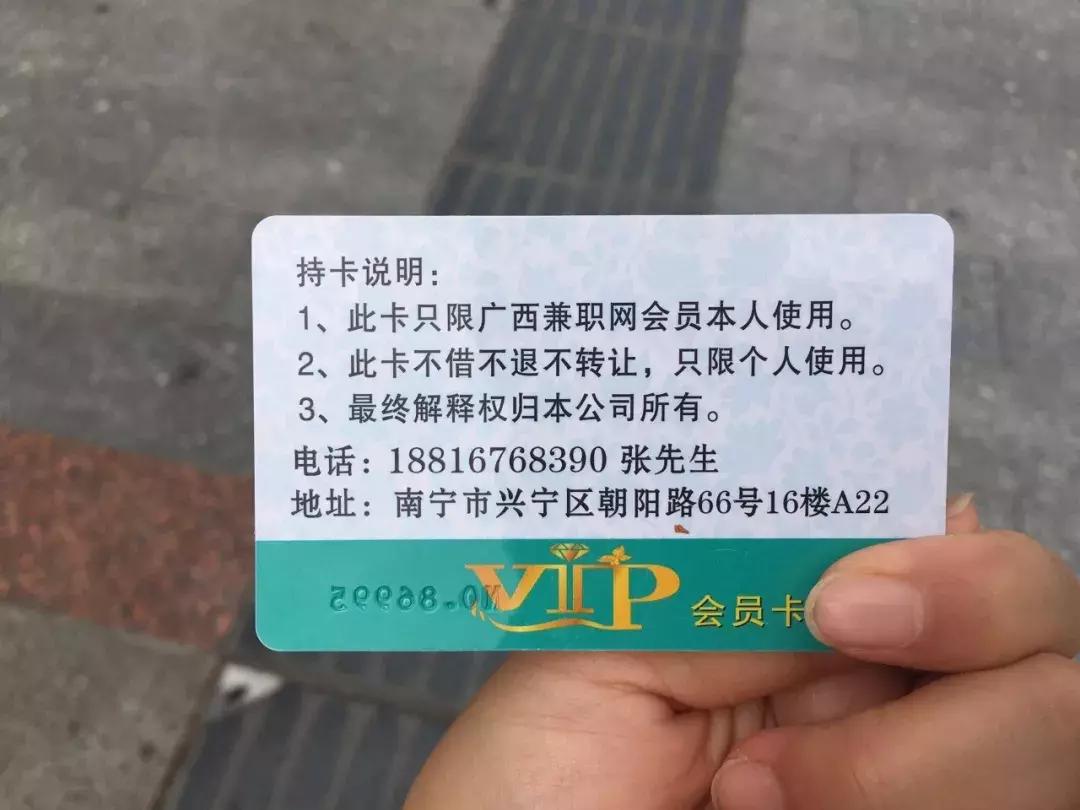 持卡说明：
1、此卡只限广西兼职网会员本人使用。
2、此卡不借不退不转让，只限个人使用。
3、最终解释权归本公司所有。
电话：18816768390 张先生
地址：南宁市兴宁区朝阳路66号16楼A22
NO.86995
VIP 会员卡